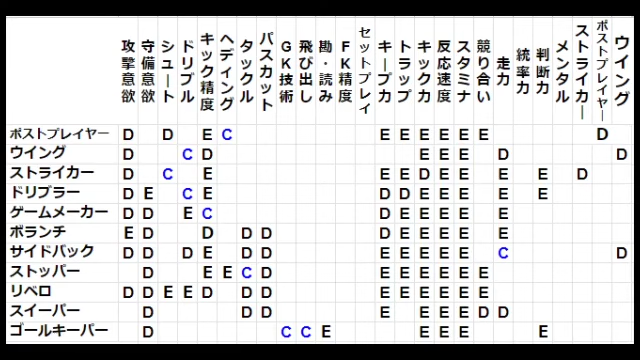 攻撃意欲 守備意欲 シュート ドリブル キック精度 ヘディング タックル パスカット GK技術 飛び出し 勘・読み FK精度 セットプレイ キープ力 トラップ キック力 反応速度 スタミナ 競り合い 走力 統率力 判断力 メンタル ストライカー ポストプレイヤー ウイング
ポストプレイヤー D D E C E E E E E E D
ウイング D C D E E E D D
ストライカー D C E E E D E E E E D
ドリブラー D E C E D D E E E E E
ゲームメーカー D D E C D E E E E E
ボランチ E D D D D E E E E E E
サイドバック D D D E D D E E E E E C D
ストッパー D E E C D E E E E E E
リベロ D D E E D D D E E E E E E
スイーパー D D D E E E E D D
ゴールキーパー D C C E E E E E